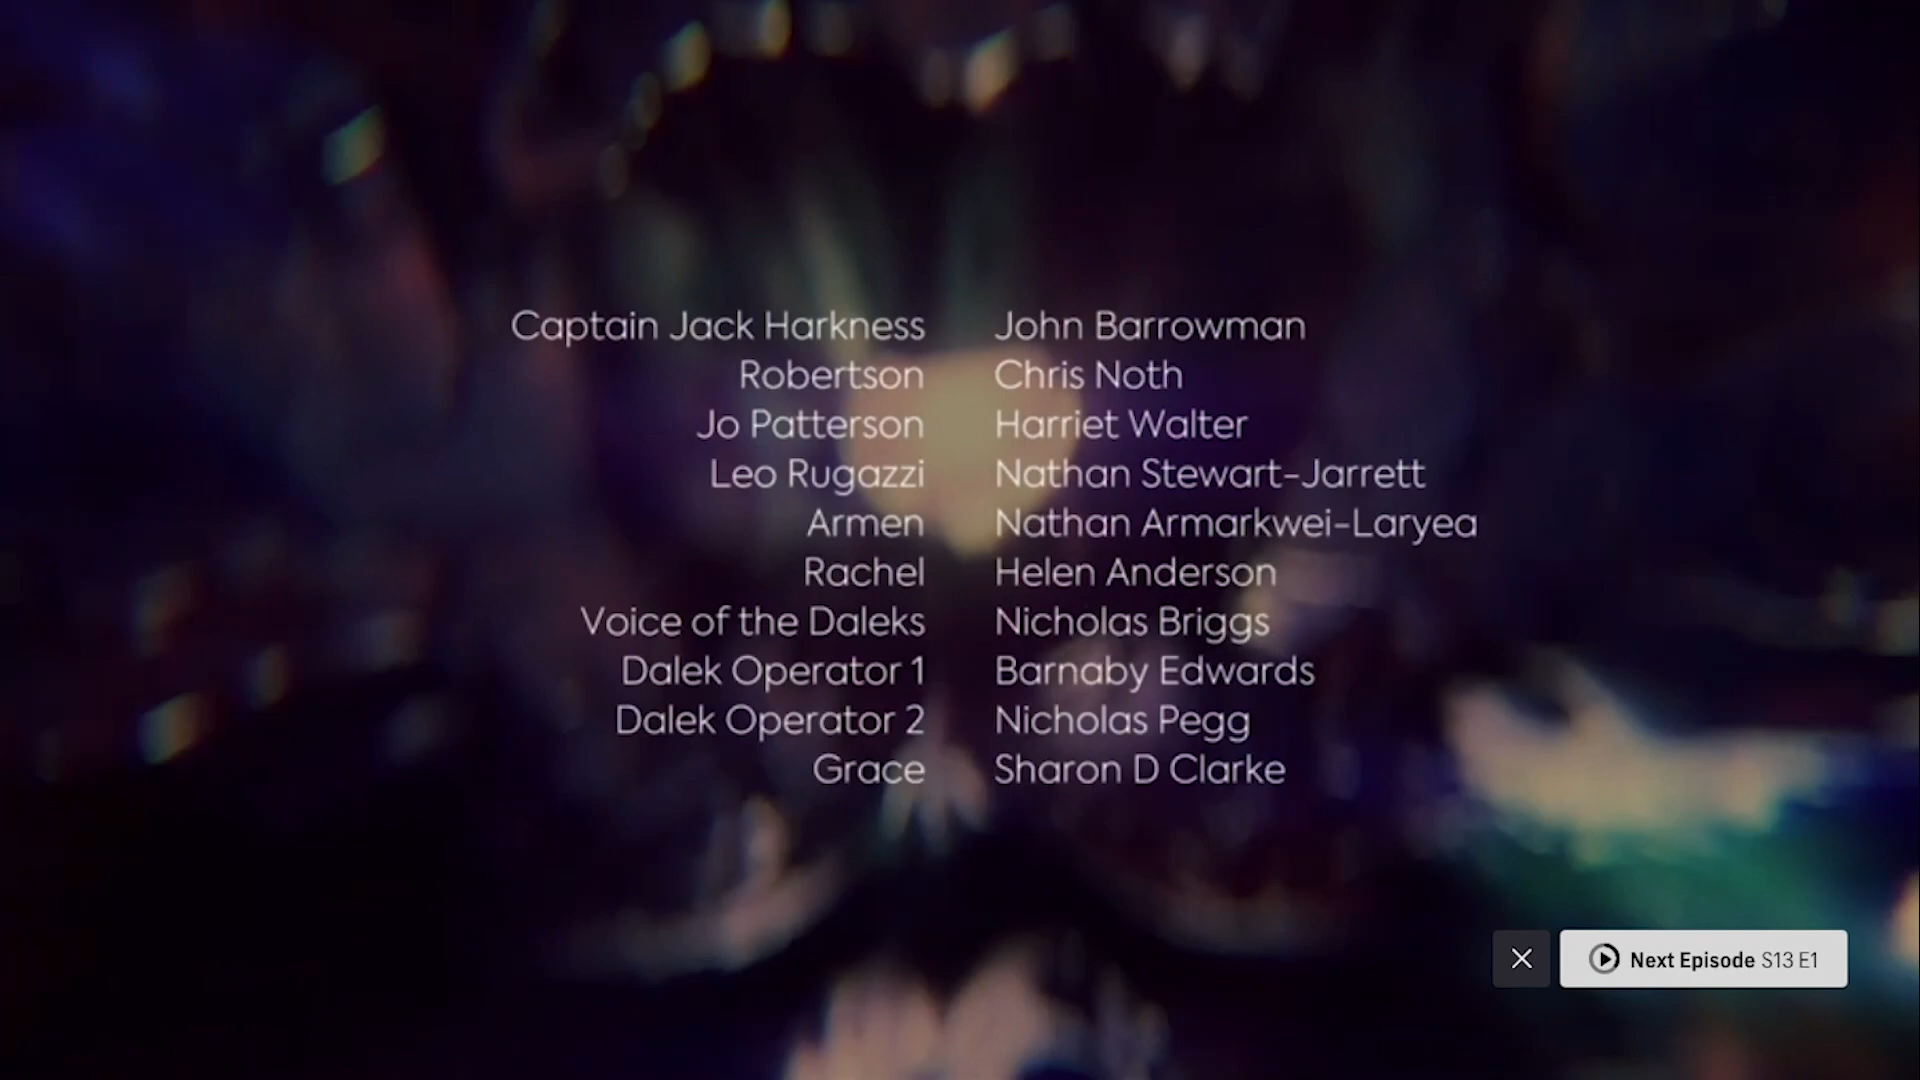 Captain Jack Harkness John Barrowman
Robertson Chris Noth
Jo Patterson Harriet Walter
Leo Rugazzi Nathan Stewart-Jarrett
Armen Nathan Armarkwei-Laryea
Rachel Helen Anderson
Voice of the Daleks Nicholas Briggs
Dalek Operator 1 Barnaby Edwards
Dalek Operator 2 Nicholas Pegg
Grace Sharon D Clarke
Next Episode S13 E1